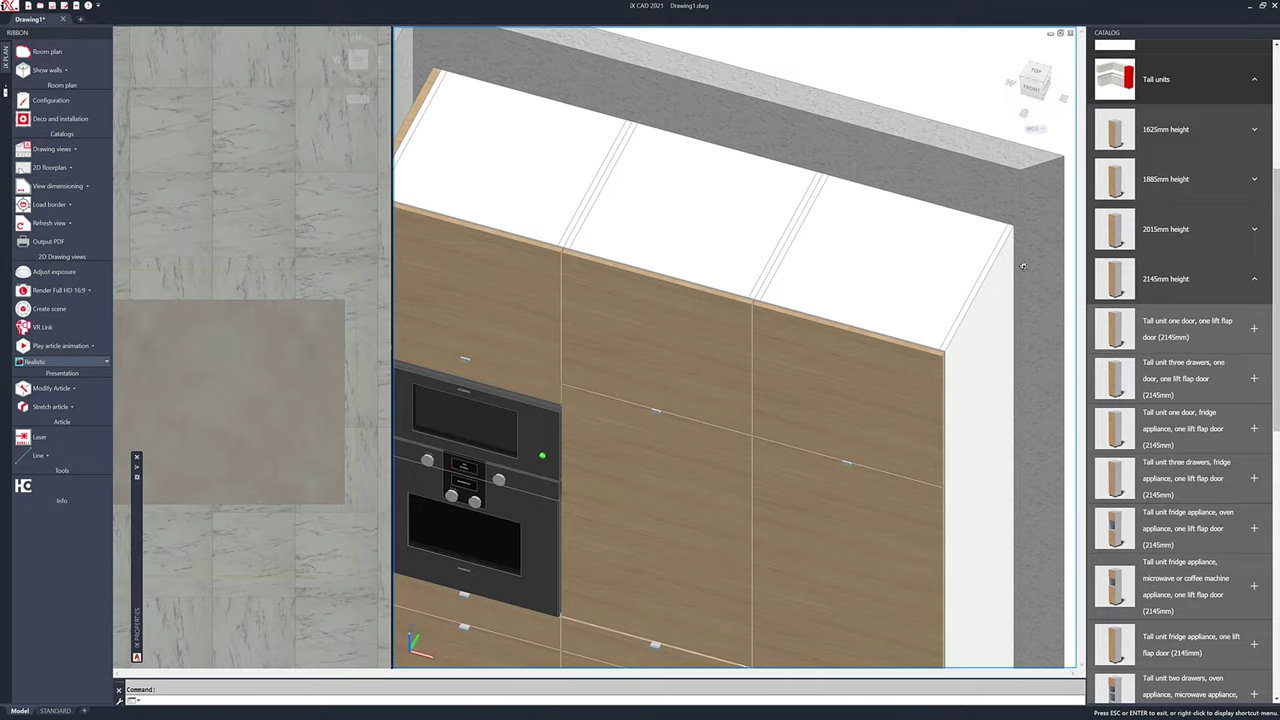 iX CAD 2021 Drawing1.dwg
Drawing1*
RIBBON
CATALOG
iX PLAN
Room plan
Show walls
Room plan
Configuration
Deco and installation
Catalogs
Drawing views
2D floorplan
View dimensioning
Load border
Refresh view
Output PDF
2D Drawing views
Adjust exposure
Render Full HD 16:9
Create scene
VR Link
Play article animation
Realistic
Presentation
Modify Article
Stretch article
Article
Laser
Line
Tools
Info
iX PROPERTIES
TOP
FRONT
Tall units
1625mm height
1885mm height
2015mm height
2145mm height
Tall unit one door, one lift flap
door (2145mm)
Tall unit three drawers, one
door, one lift flap door
(2145mm)
Tall unit one door, fridge
appliance, one lift flap door
(2145mm)
Tall unit three drawers, fridge
appliance, one lift flap door
(2145mm)
Tall unit fridge appliance, oven
appliance, one lift flap door
(2145mm)
Tall unit fridge appliance,
microwave or coffee machine
appliance, one lift flap door
(2145mm)
Tall unit fridge appliance, one lift
flap door (2145mm)
Tall unit two drawers, oven
appliance, microwave appliance,
Command:
Model STANDARD
Press ESC or ENTER to exit, or right-click to display shortcut-menu.